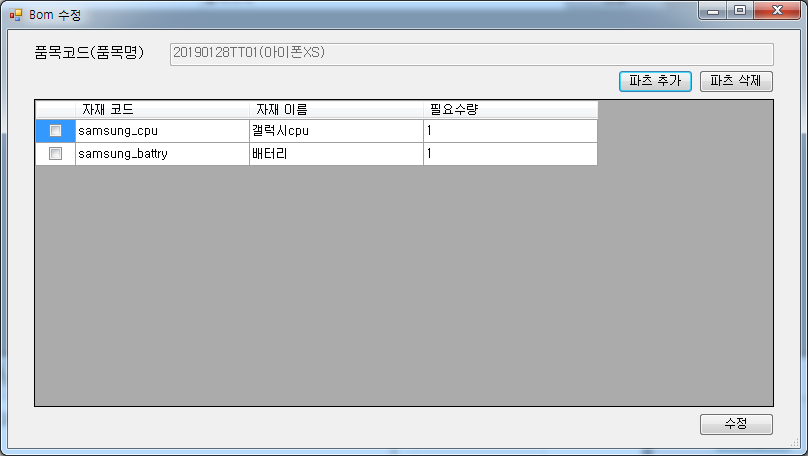 Bom 수정
품목코드(품목명) 20190128TT01(아이폰XS)
파츠 추가 파츠 삭제
자재 코드 자재 이름 필요수량
samsung_cpu 갤럭시cpu 1
samsung_battry 배터리 1
수정